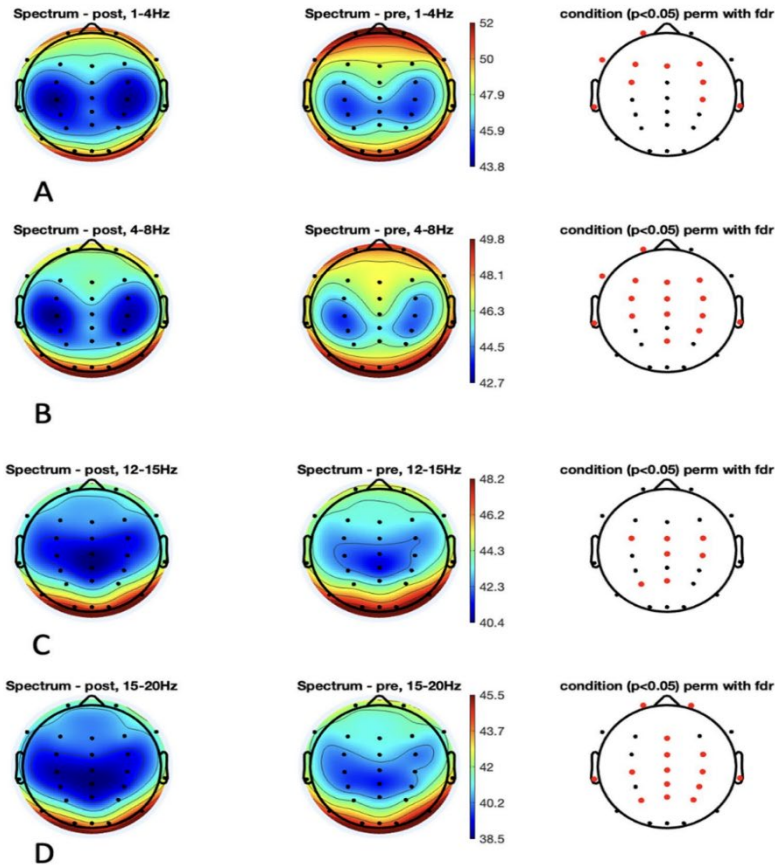 Spectrum - post, 1-4Hz
Spectrum - pre, 1-4Hz
condition (p<0.05) perm with fdr
52
50
47.9
45.9
43.8
A
Spectrum - post, 4-8Hz
Spectrum - pre, 4-8Hz
condition (p<0.05) perm with fdr
49.8
48.1
46.3
44.5
42.7
B
Spectrum - post, 12-15Hz
Spectrum - pre, 12-15Hz
condition (p<0.05) perm with fdr
48.2
46.2
44.3
42.3
40.4
C
Spectrum - post, 15-20Hz
Spectrum - pre, 15-20Hz
condition (p<0.05) perm with fdr
45.5
43.7
42
40.2
38.5
D